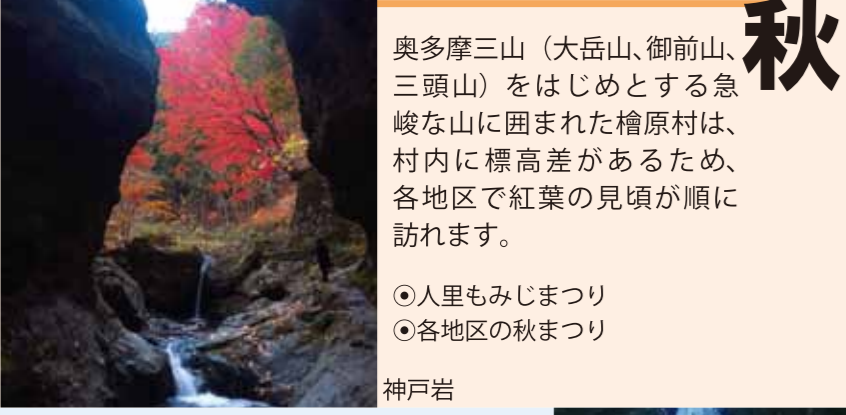 秋
奥多摩三山（大岳山、御前山、
三頭山）をはじめとする急
峻な山に囲まれた檜原村は、
村内に標高差があるため、
各地区で紅葉の見頃が順に
訪れます。
◉人里もみじまつり
◉各地区の秋まつり
神戸岩